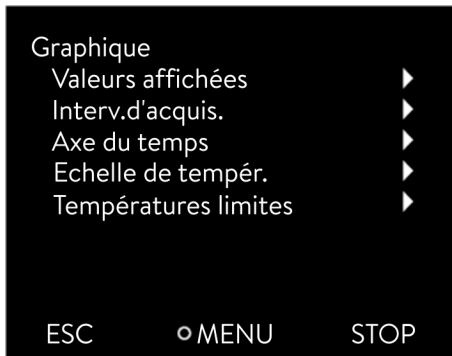 Graphique
Valeurs affichées
Interv.d'acquis.
Axe du temps
Echelle de tempér.
Températures limites
ESC MENU STOP